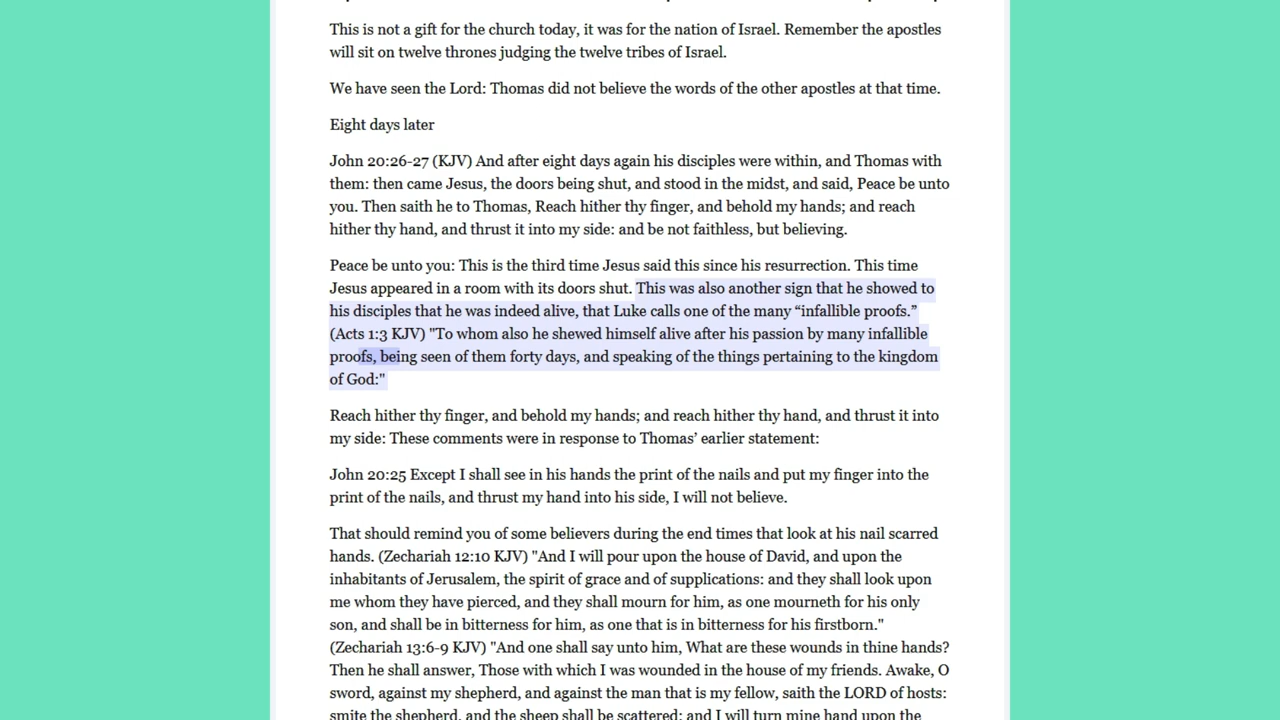 This is not a gift for the church today, it was for the nation of Israel. Remember the apostles
will sit on twelve thrones judging the twelve tribes of Israel.
We have seen the Lord: Thomas did not believe the words of the other apostles at that time.
Eight days later
John 20:26-27 (KJV) And after eight days again his disciples were within, and Thomas with
them: then came Jesus, the doors being shut, and stood in the midst, and said, Peace be unto
you. Then saith he to Thomas, Reach hither thy finger, and behold my hands; and reach
hither thy hand, and thrust it into my side: and be not faithless, but believing.
Peace be unto you: This is the third time Jesus said this since his resurrection. This time
Jesus appeared in a room with its doors shut. This was also another sign that he showed to
his disciples that he was indeed alive, that Luke calls one of the many “infallible proofs.”
(Acts 1:3 KJV) "To whom also he shewed himself alive after his passion by many infallible
proofs, being seen of them forty days, and speaking of the things pertaining to the kingdom
of God:"
Reach hither thy finger, and behold my hands; and reach hither thy hand, and thrust it into
my side: These comments were in response to Thomas’ earlier statement:
John 20:25 Except I shall see in his hands the print of the nails and put my finger into the
print of the nails, and thrust my hand into his side, I will not believe.
That should remind you of some believers during the end times that look at his nail scarred
hands. (Zechariah 12:10 KJV) "And I will pour upon the house of David, and upon the
inhabitants of Jerusalem, the spirit of grace and of supplications: and they shall look upon
me whom they have pierced, and they shall mourn for him, as one mourneth for his only
son, and shall be in bitterness for him, as one that is in bitterness for his firstborn."
(Zechariah 13:6-9 KJV) "And one shall say unto him, What are these wounds in thine hands?
Then he shall answer, Those with which I was wounded in the house of my friends. Awake, O
sword, against my shepherd, and against the man that is my fellow, saith the LORD of hosts:
smite the shepherd, and the sheep shall be scattered: and I will turn mine hand upon the